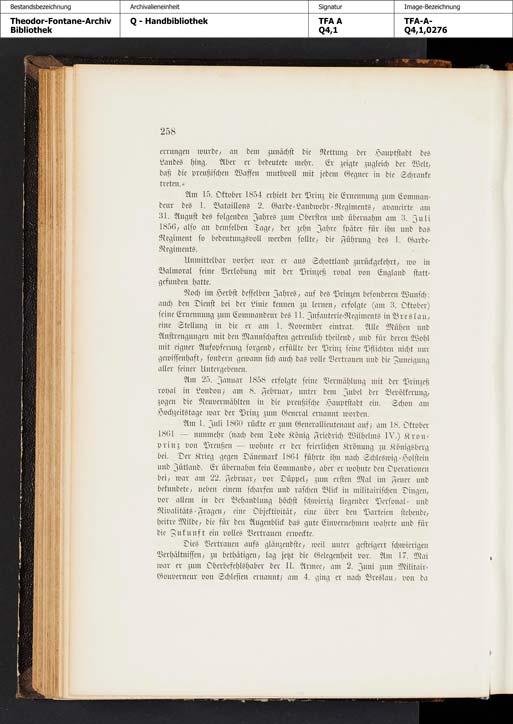 Bestandsbezeichnung Archivalieneinheit Signatur Image-Bezeichnung
Theodor-Fontane-Archiv Q - Handbibliothek TFA A TFA-A-
Bibliothek Q4,1 Q4,1,0276
258
errungen wurde, an dem zunächst die Rettung der Hauptstadt des
Landes hing. Aber er bedeutete mehr. Er zeigte zugleich der Welt,
daß die preußischen Waffen muthvoll mit jedem Gegner in die Schranke
treten.«
Am 15. Oktober 1854 erhielt der Prinz die Ernennung zum Comman-
deur des 1. Bataillons 2. Garde-Landwehr-Regiments, avancirte am
31. August des folgenden Jahres zum Obersten und übernahm am 3. Juli
1856, also an demselben Tage, der zehn Jahre später für ihn und das
Regiment so bedeutungsvoll werden sollte, die Führung des 1. Garde-
Regiments.
Unmittelbar vorher war er aus Schottland zurückgekehrt, wo in
Balmoral seine Verlobung mit der Prinzeß royal von England statt-
gefunden hatte.
Noch im Herbst desselben Jahres, auf des Prinzen besonderen Wunsch:
auch den Dienst bei der Linie kennen zu lernen, erfolgte (am 3. Oktober)
seine Ernennung zum Commandeur des 11. Infanterie-Regiments in Breslau,
eine Stellung in die er am 1. November eintrat. Alle Mühen und
Anstrengungen mit den Mannschaften getreulich theilend, und für deren Wohl
mit eigner Aufopferung sorgend, erfüllte der Prinz seine Pflichten nicht nur
gewissenhaft, sondern gewann sich auch das volle Vertrauen und die Zuneigung
aller seiner Untergebenen.
Am 25. Januar 1858 erfolgte seine Vermählung mit der Prinzeß
royal in London; am 8. Februar, unter dem Jubel der Bevölkerung,
zogen die Neuvermählten in die preußische Hauptstadt ein. Schon am
Hochzeitstage war der Prinz zum General ernannt worden.
Am 1. Juli 1860 rückte er zum Generallieutenant auf; am 18. Oktober
1861 — nunmehr (nach dem Tode König Friedrich Wilhelms IV.) Kron-
prinz von Preußen — wohnte er der feierlichen Krönung zu Königsberg
bei. Der Krieg gegen Dänemark 1864 führte ihn nach Schleswig-Holstein
und Jütland. Er übernahm kein Commando, aber er wohnte den Operationen
bei, war am 22. Februar, vor Düppel, zum ersten Mal im Feuer und
bekundete, neben einem scharfen und raschen Blick in militairischen Dingen,
vor allem in der Behandlung höchst schwierig liegender Personal- und
Rivalitäts-Fragen, eine Objektivität, eine über den Parteien stehende,
heitre Milde, die für den Augenblick das gute Einvernehmen wahrte und für
die Zukunft ein volles Vertrauen erweckte.
Dies Vertrauen aufs glänzendste, weil unter gesteigert schwierigen
Verhältnissen, zu bethätigen, lag jetzt die Gelegenheit vor. Am 17. Mai
war er zum Oberbefehlshaber der II. Armee, am 2. Juni zum Militair-
Gouverneur von Schlesien ernannt; am 4. ging er nach Breslau, von da